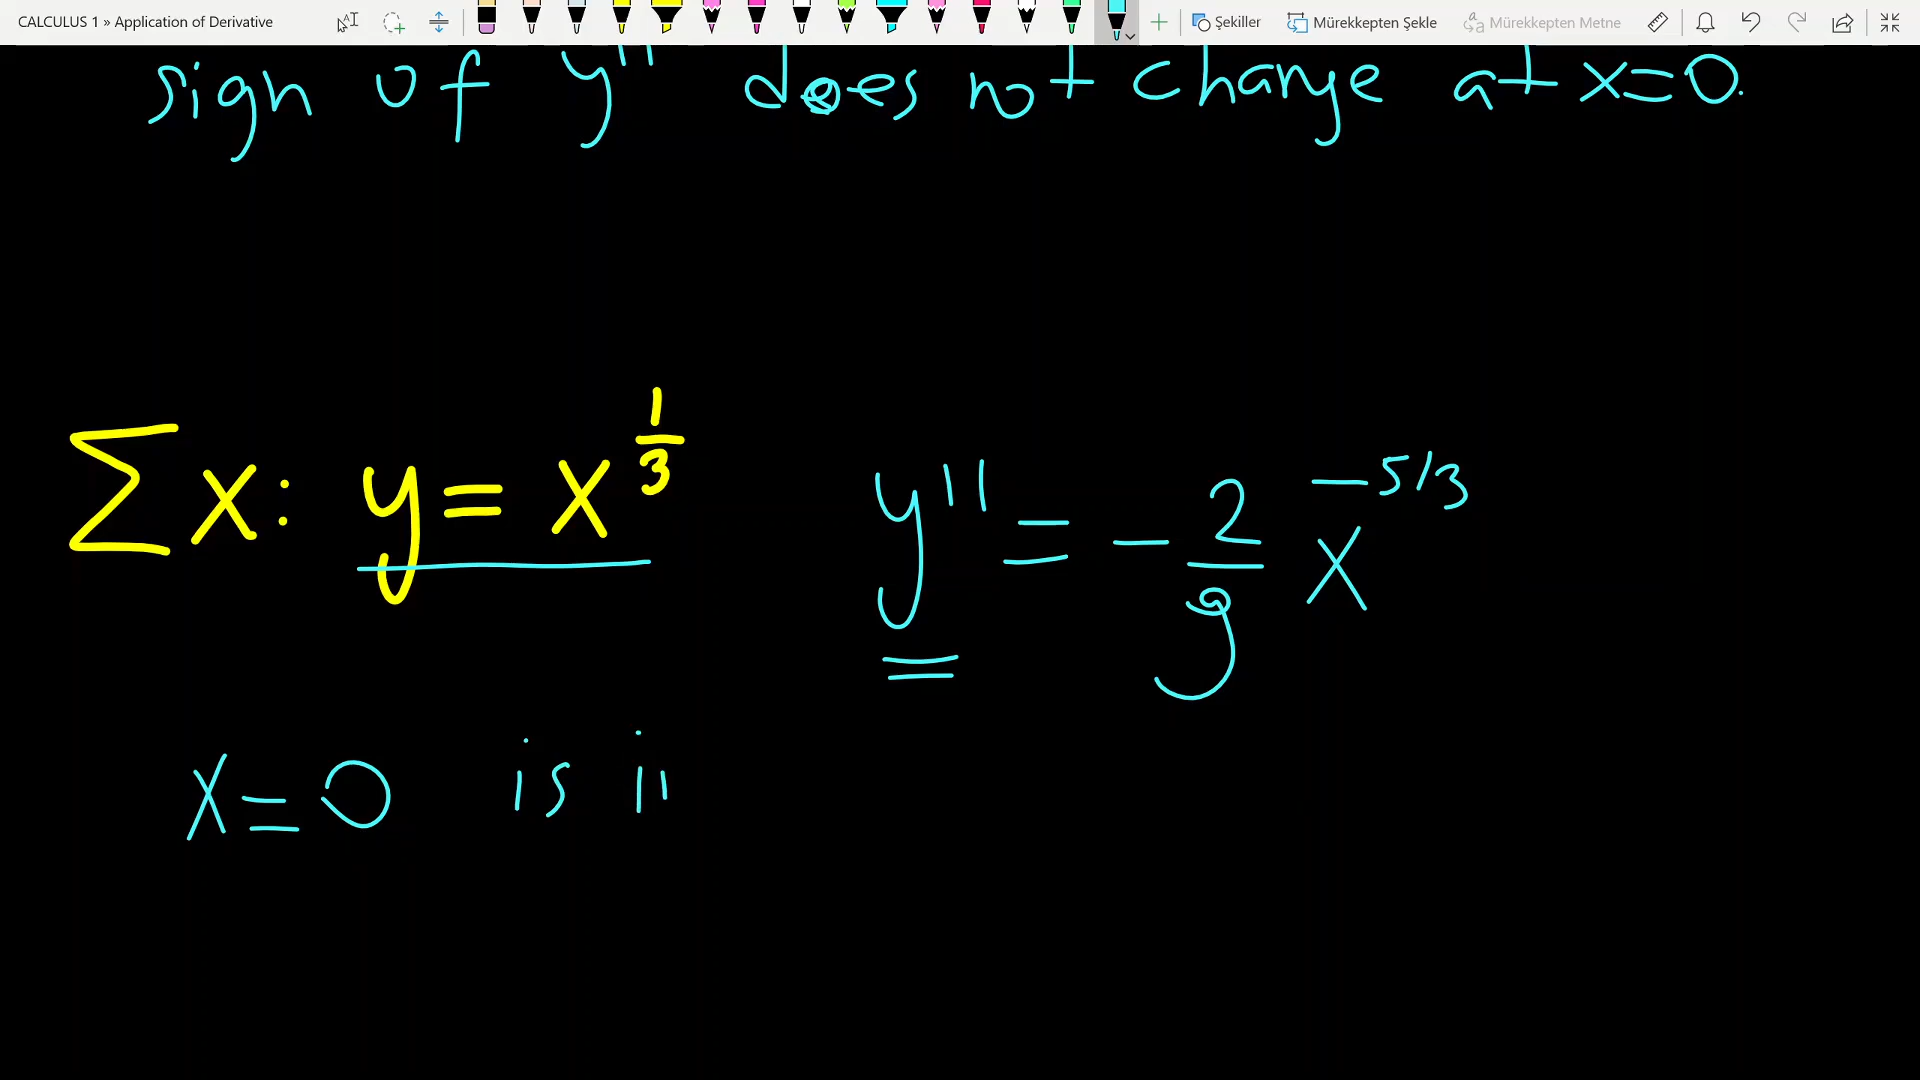 CALCULUS 1 » Application of Derivative Şekiller Mürekkepten Şekle Mürekkepten Metne
sign of y'' does not change at x=0.
Σx: y = x^{1/3} y'' = -2/9 x^{-5/3}
x=0 is